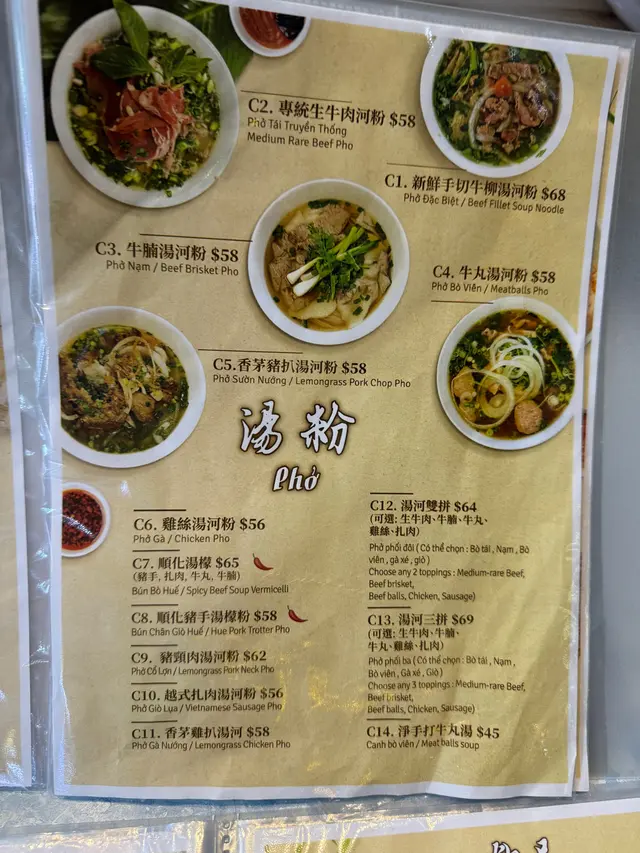 C2. 專統生牛肉河粉 $58
Phở Tái Truyền Thống
Medium Rare Beef Pho
C1. 新鮮手切牛柳湯河粉 $68
Phở Đặc Biệt / Beef Fillet Soup Noodle
C3. 牛腩湯河粉 $58
Phở Nạm / Beef Brisket Pho
C4. 牛丸湯河粉 $58
Phở Bò Viên / Meatballs Pho
C5.香茅豬扒湯河粉 $58
Phở Sườn Nướng / Lemongrass Pork Chop Pho
湯粉
Phở
C6. 雞絲湯河粉 $56
Phở Gà / Chicken Pho
C7. 順化湯檬 $65
(豬手, 扎肉, 牛丸, 牛腩)
Bún Bò Huế / Spicy Beef Soup Vermicelli
C8. 順化豬手湯檬粉 $58
Bún Chân Giò Huế / Hue Pork Trotter Pho
C9. 豬頸肉湯河粉 $62
Phở Cổ Lợn / Lemongrass Pork Neck Pho
C10. 越式扎肉湯河粉 $56
Phở Giò Lụa / Vietnamese Sausage Pho
C11. 香茅雞扒湯河 $58
Phở Gà Nướng / Lemongrass Chicken Pho
C12. 湯河雙拼 $64
(可選: 生牛肉、牛腩、牛丸、
雞絲、扎肉)
Phở phối đôi ( Có thể chọn : Bò tái , Nạm , Bò
viên , gà xé , giò )
Choose any 2 toppings : Medium-rare Beef,
Beef brisket,
Beef balls, Chicken, Sausage)
C13. 湯河三拼 $69
(可選: 生牛肉、牛腩、
牛丸、雞絲、扎肉)
Phở phối ba ( Có thể chọn : Bò tái , Nạm ,
Bò viên , Gà xé , Giò )
Choose any 3 toppings : Medium-rare Beef,
Beef brisket,
Beef balls, Chicken, Sausage)
C14. 淨手打牛丸湯 $45
Canh bò viên / Meat balls soup